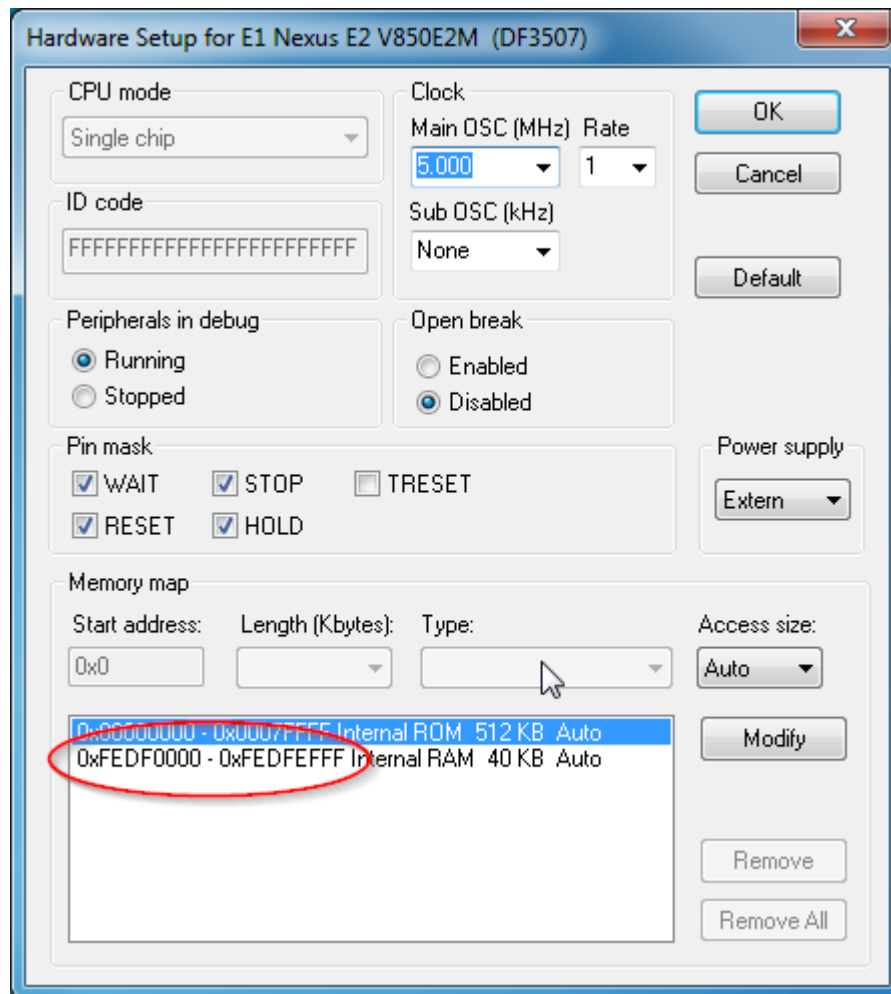 Hardware Setup for E1 Nexus E2 V850E2M (DF3507)
CPU mode
Single chip
Clock
Main OSC (MHz) Rate
5.000 1
Sub OSC (kHz)
None
OK
Cancel
Default
ID code
FFFFFFFFFFFFFFFFFFFFFFFF
Peripherals in debug
Running
Stopped
Open break
Enabled
Disabled
Pin mask
WAIT STOP TRESET
RESET HOLD
Power supply
Extern
Memory map
Start address: Length (Kbytes): Type: Access size:
0x0 Auto
0x00000000 - 0x0007FFFF Internal ROM 512 KB Auto
0xFEDF0000 - 0xFEDFEFFF Internal RAM 40 KB Auto
Modify
Remove
Remove All